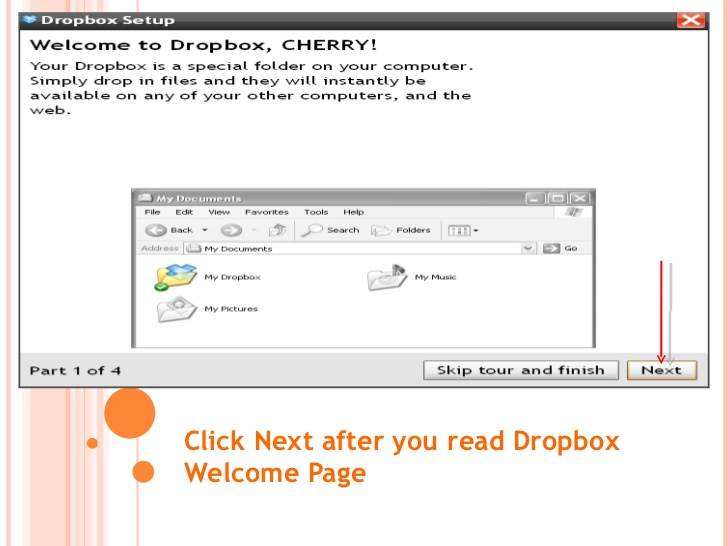 Dropbox Setup
Welcome to Dropbox, CHERRY!
Your Dropbox is a special folder on your computer.
Simply drop in files and they will instantly be
available on any of your other computers, and the
web.
My Documents
File Edit View Favorites Tools Help
Back Search Folders
Address My Documents Go
My Dropbox My Music
My Pictures
Part 1 of 4 Skip tour and finish Next
Click Next after you read Dropbox
Welcome Page